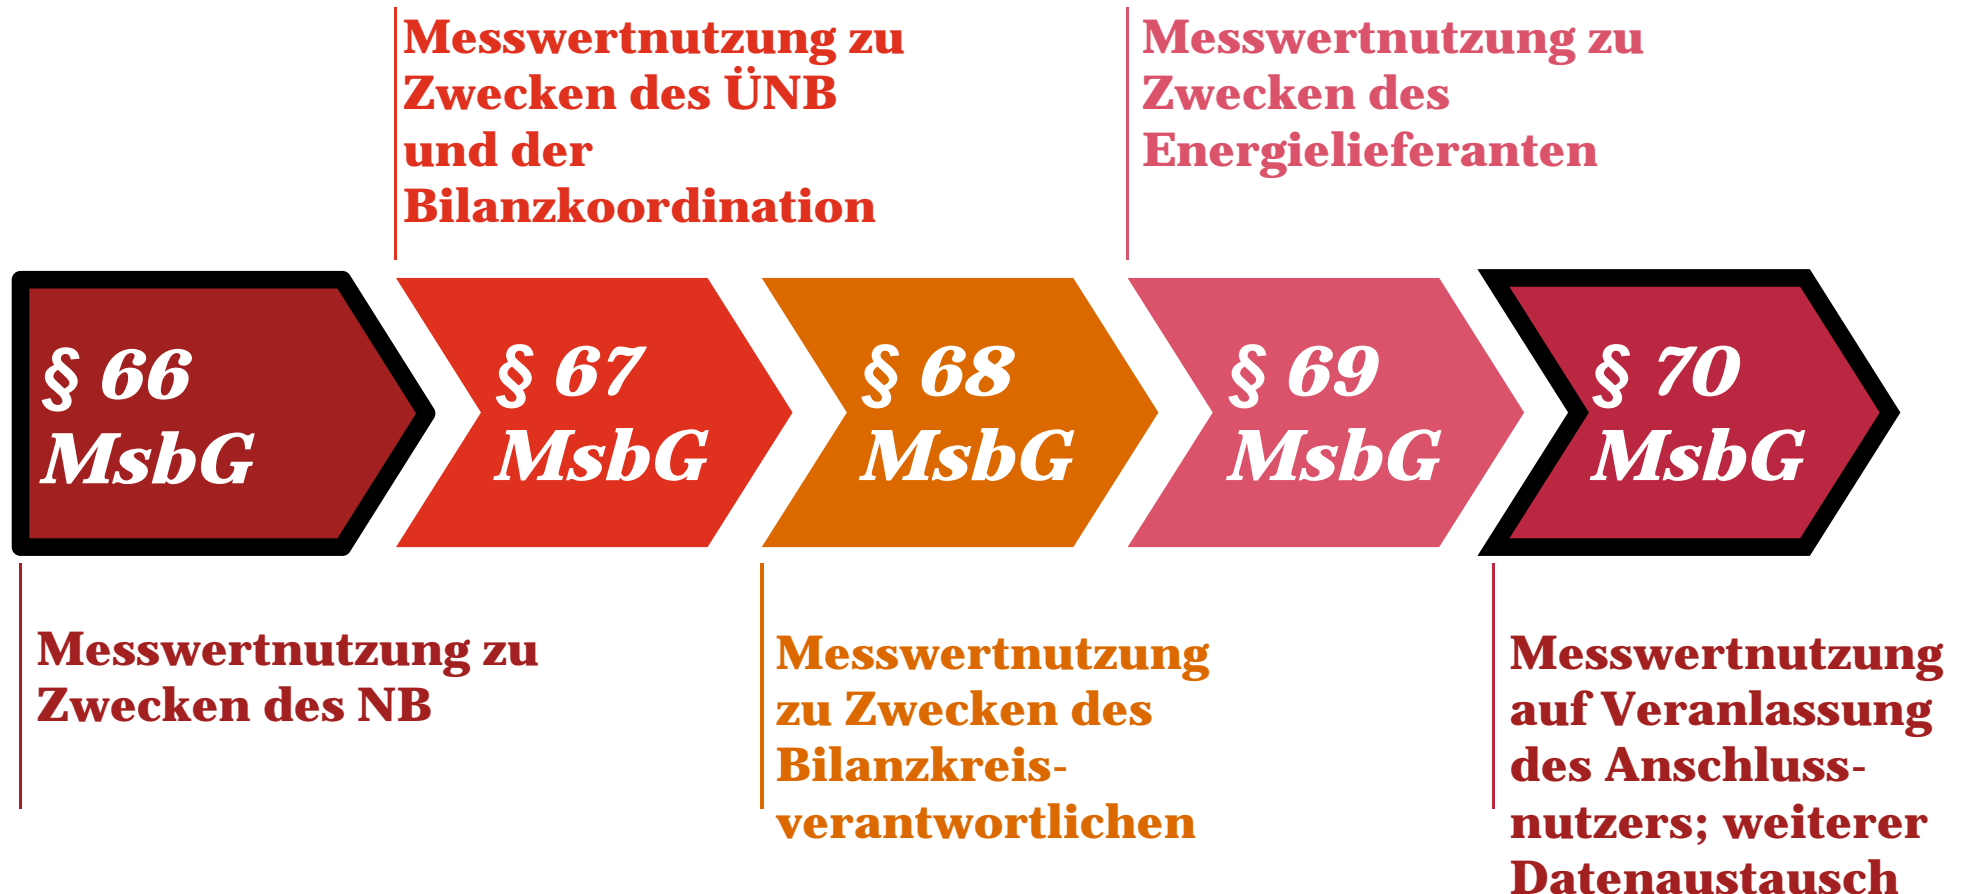 Messwertnutzung zu
Zwecken des ÜNB
und der
Bilanzkoordination
Messwertnutzung zu
Zwecken des
Energielieferanten
§ 66
MsbG
§ 67
MsbG
§ 68
MsbG
§ 69
MsbG
§ 70
MsbG
Messwertnutzung zu
Zwecken des NB
Messwertnutzung
zu Zwecken des
Bilanzkreis-
verantwortlichen
Messwertnutzung
auf Veranlassung
des Anschluss-
nutzers; weiterer
Datenaustausch